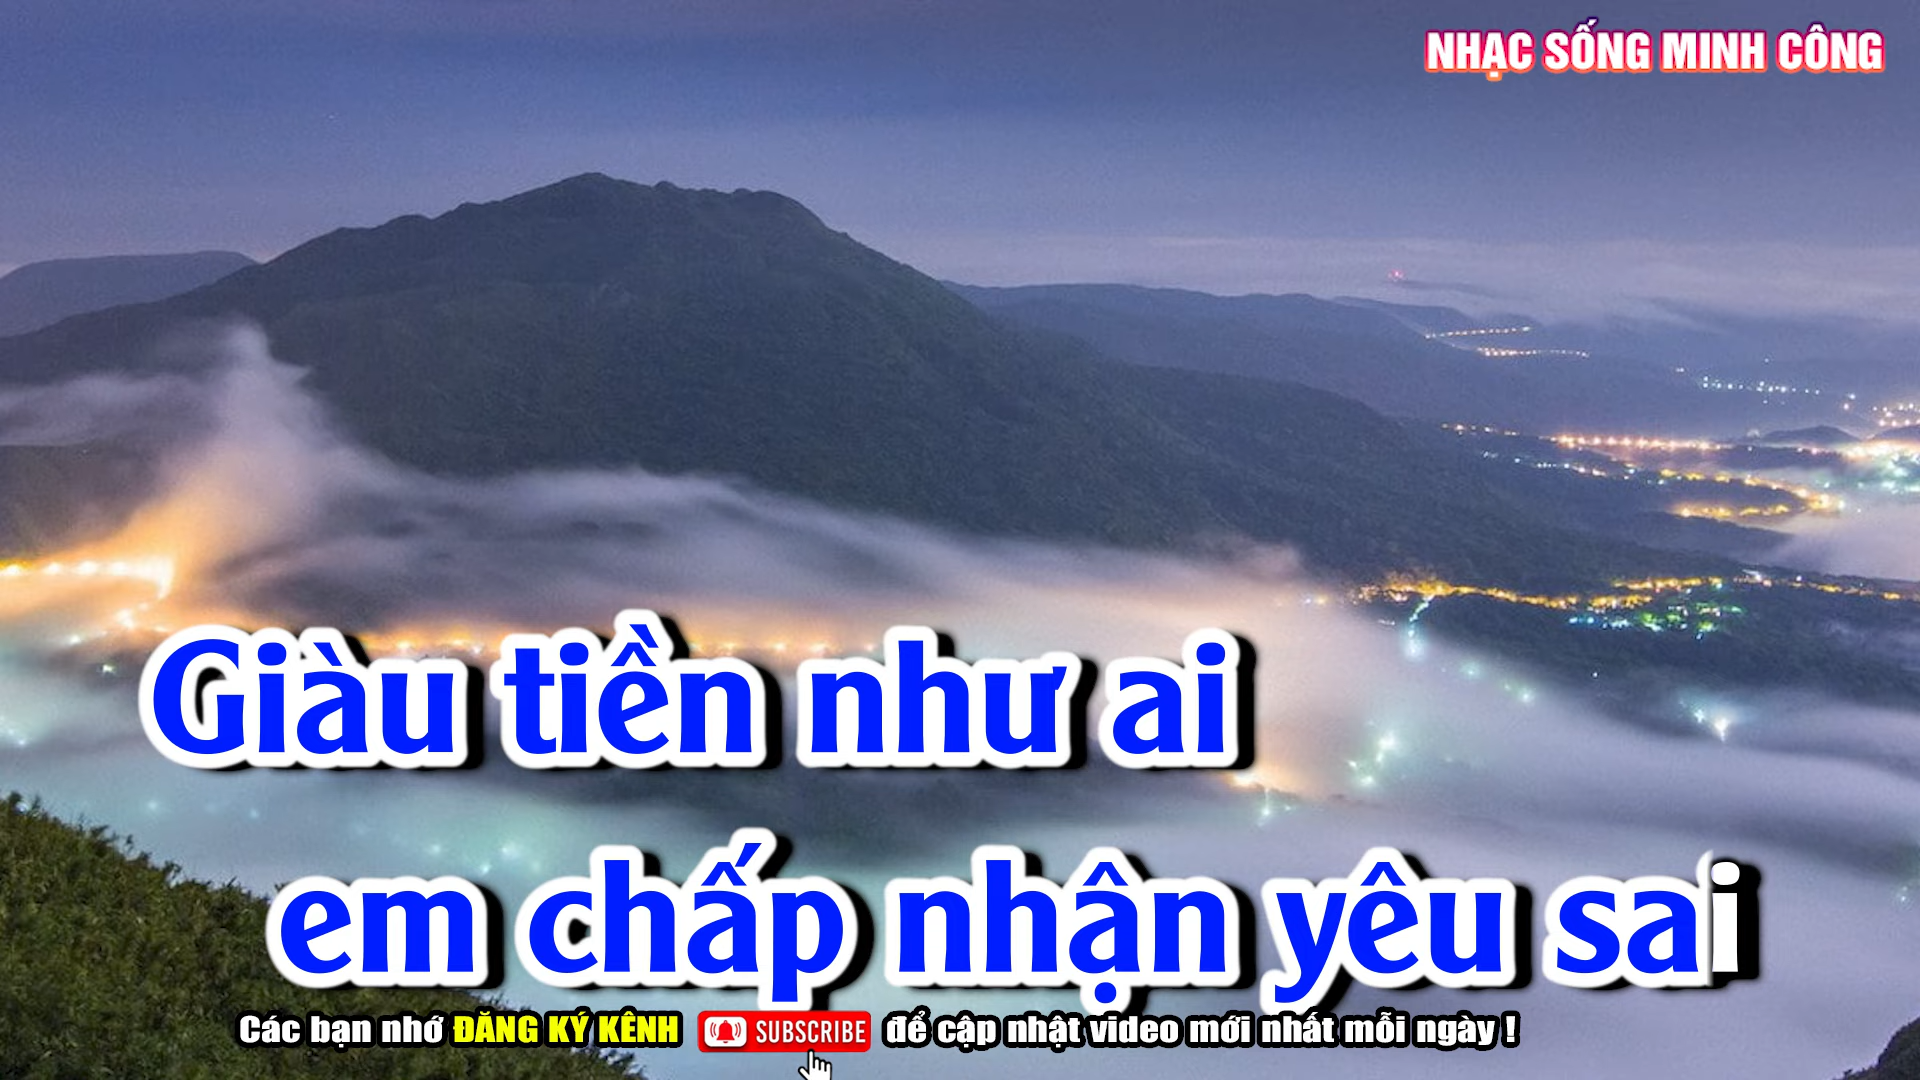 NHẠC SỐNG MINH CÔNG
Giàu tiền như ai
em chấp nhận yêu sai
Các bạn nhớ ĐĂNG KÝ KÊNH SUBSCRIBE để cập nhật video mới nhất mỗi ngày !